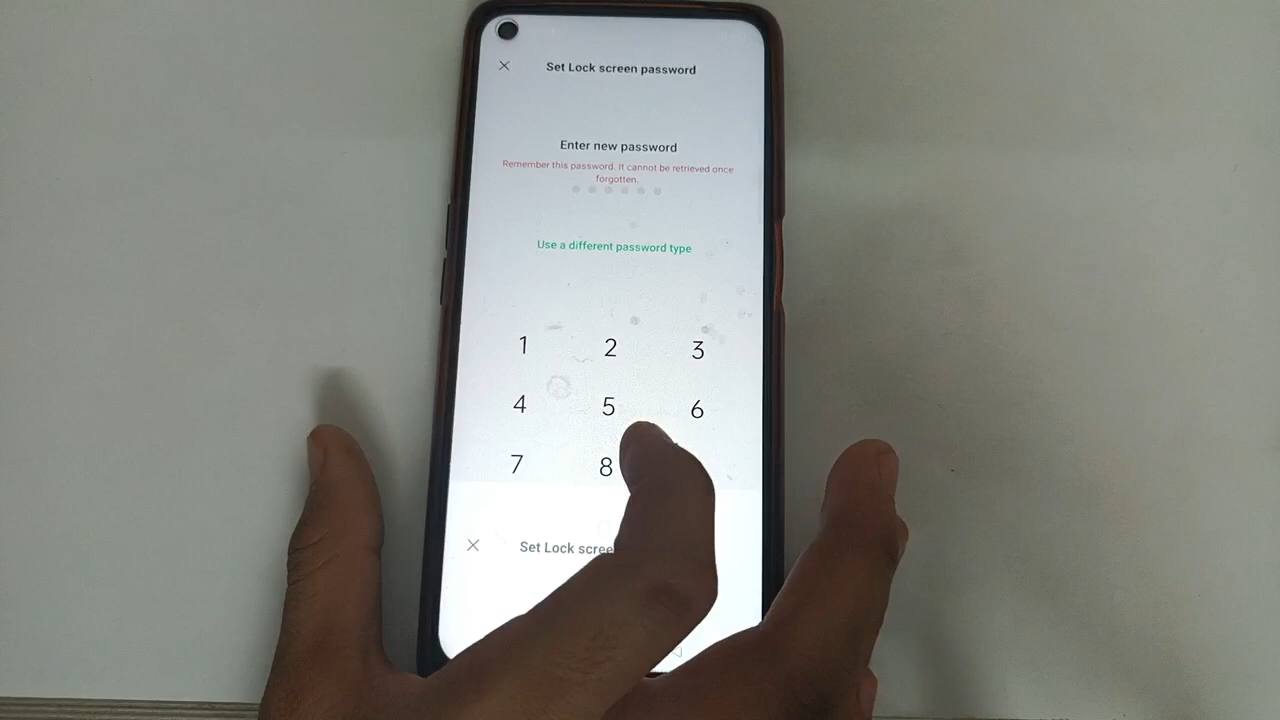 Set Lock screen password
Enter new password
Remember this password. It cannot be retrieved once
forgotten.
Use a different password type
1 2 3
4 5 6
7 8
Set Lock scree